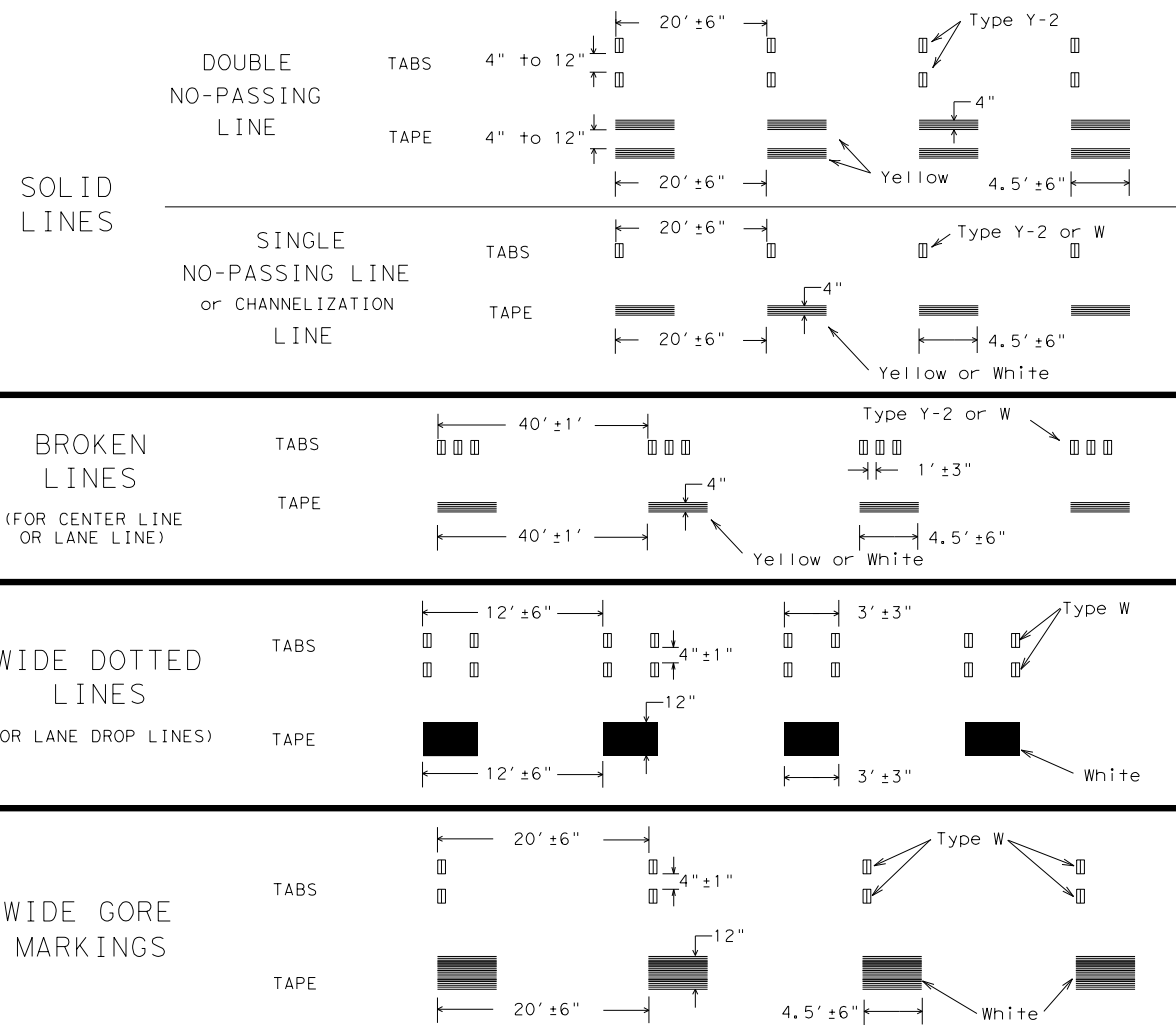 SOLID
LINES
DOUBLE
NO-PASSING
LINE
TABS
4" to 12"
20'±6"
Type Y-2
TAPE
4" to 12"
4"
20'±6"
Yellow
4.5'±6"
SINGLE
NO-PASSING LINE
or CHANNELIZATION
LINE
TABS
20'±6"
Type Y-2 or W
TAPE
4"
20'±6"
4.5'±6"
Yellow or White
BROKEN
LINES
(FOR CENTER LINE
OR LANE LINE)
TABS
40'±1'
Type Y-2 or W
1'±3"
TAPE
4"
40'±1'
4.5'±6"
Yellow or White
WIDE DOTTED
LINES
OR LANE DROP LINES)
TABS
12'±6"
3'±3"
Type W
4"±1"
TAPE
12"
12'±6"
3'±3"
White
WIDE GORE
MARKINGS
TABS
20'±6"
Type W
4"±1"
TAPE
12"
20'±6"
4.5'±6"
White